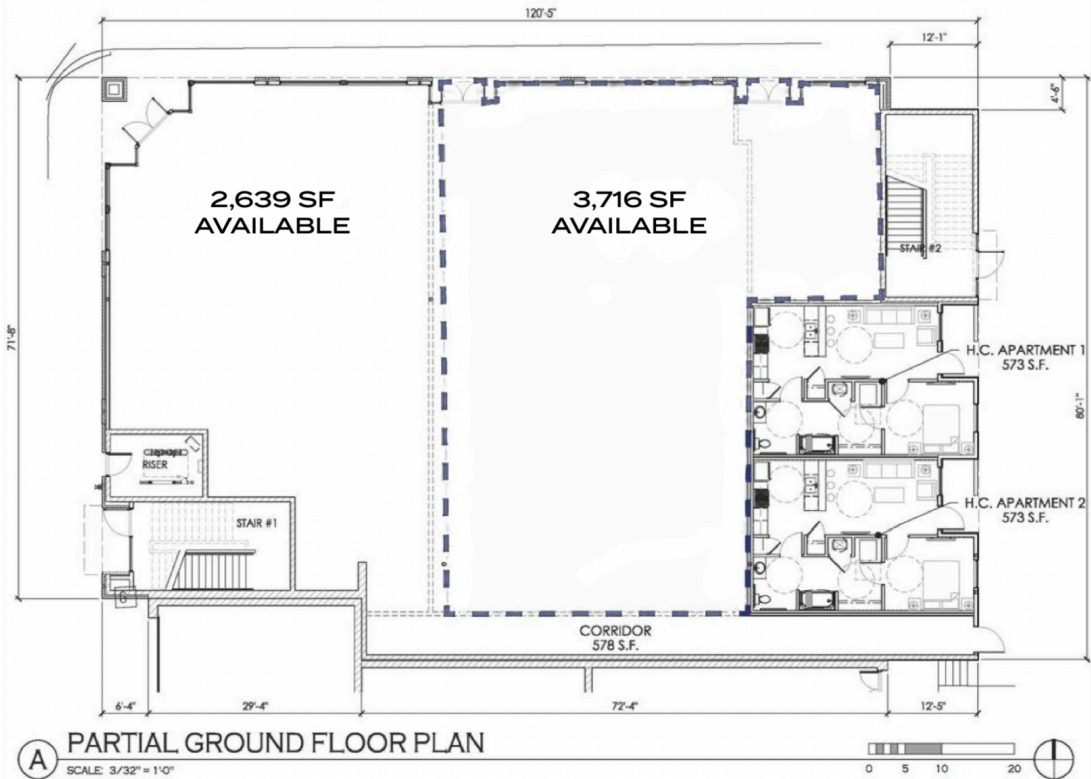 120'-5"
12'-1"
4'-6"
2,639 SF
AVAILABLE
3,716 SF
AVAILABLE
STAIR #2
71'-8"
80'-1"
H.C. APARTMENT 1
573 S.F.
RISER
STAIR #1
H.C. APARTMENT 2
573 S.F.
G
CORRIDOR
578 S.F.
6'-4"
29'-4"
72'-4"
12'-5"
A
PARTIAL GROUND FLOOR PLAN
SCALE: 3/32" = 1'-0"
0 5 10 20